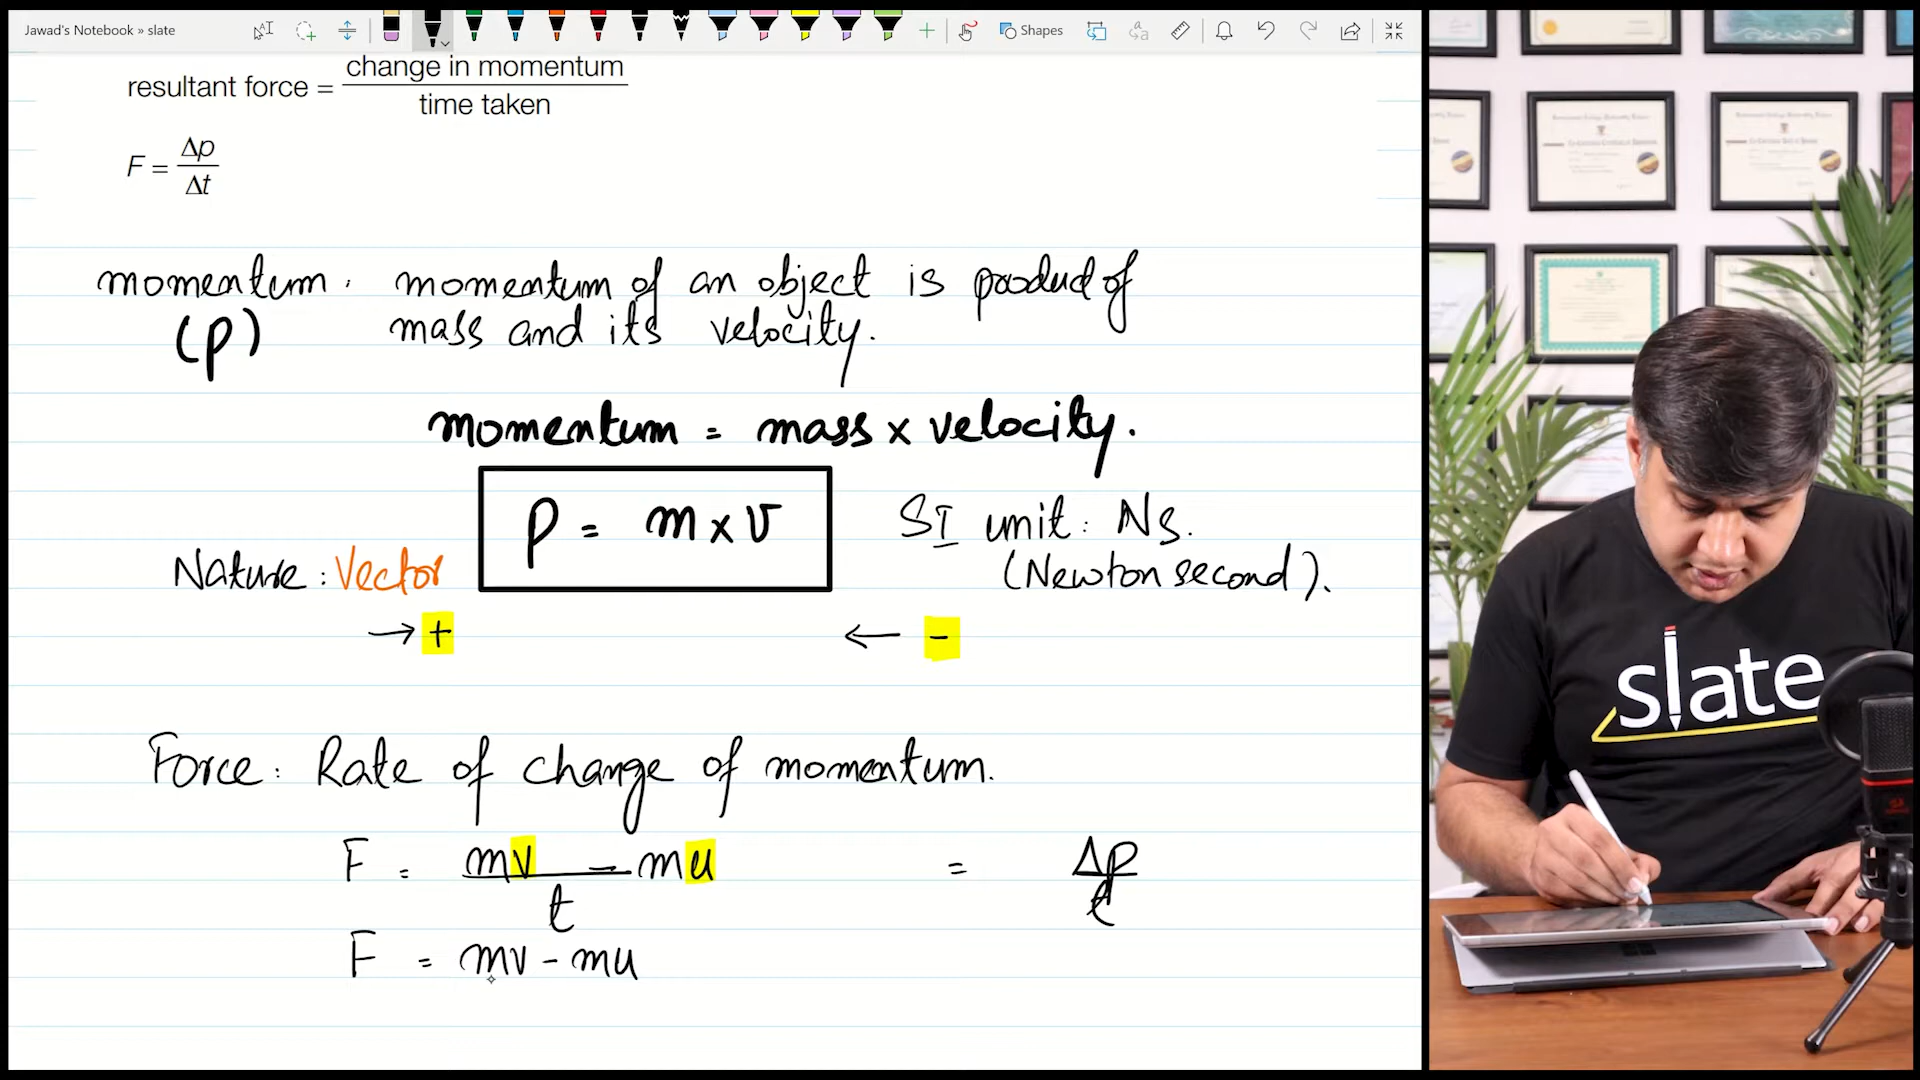 Jawad's Notebook » slate
Shapes
resultant force = change in momentum
time taken
F = Δp
Δt
momentum : momentum of an object is product of
(p) mass and its velocity.
momentum = mass x velocity.
p = m x v
SI unit : Ns.
(Newton second).
Nature : Vector
→ + ← -
Force : Rate of change of momentum.
F = mv - mu = Δp
t t
F = mv - mu
slate